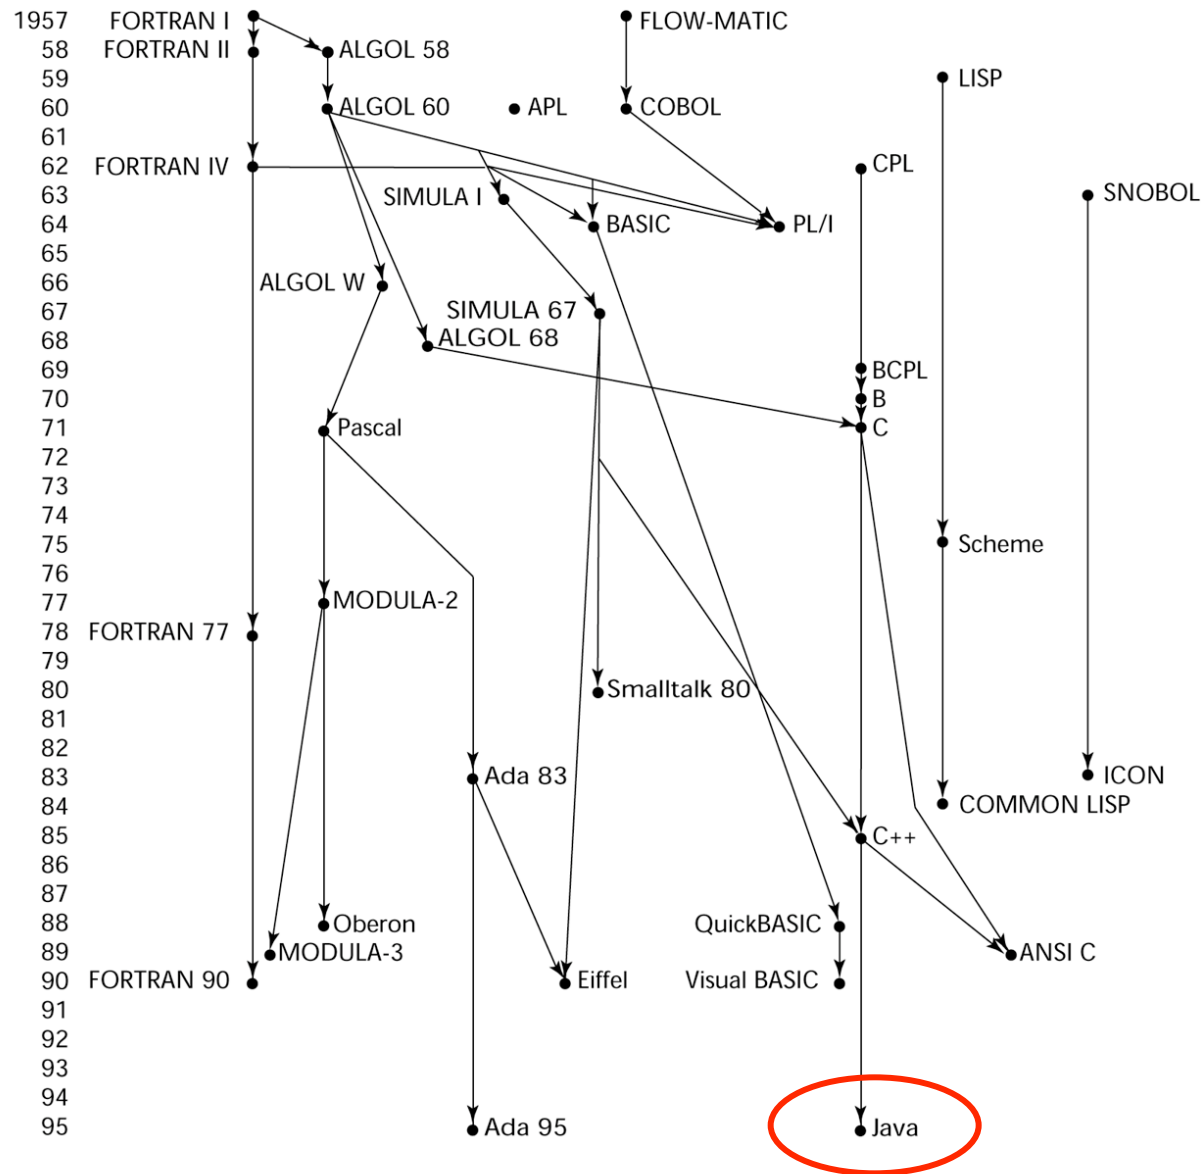 1957 FORTRAN I FLOW-MATIC
58 FORTRAN II ALGOL 58
59 LISP
60 ALGOL 60 APL COBOL
61
62 FORTRAN IV CPL
63 SIMULA I SNOBOL
64 BASIC PL/I
65
66 ALGOL W
67 SIMULA 67
68 ALGOL 68
69 BCPL
70 B
71 Pascal C
72
73
74
75 Scheme
76
77 MODULA-2
78 FORTRAN 77
79
80 Smalltalk 80
81
82
83 Ada 83 ICON
84 COMMON LISP
85 C++
86
87
88 Oberon QuickBASIC
89 MODULA-3 ANSI C
90 FORTRAN 90 Eiffel Visual BASIC
91
92
93
94
95 Ada 95 Java